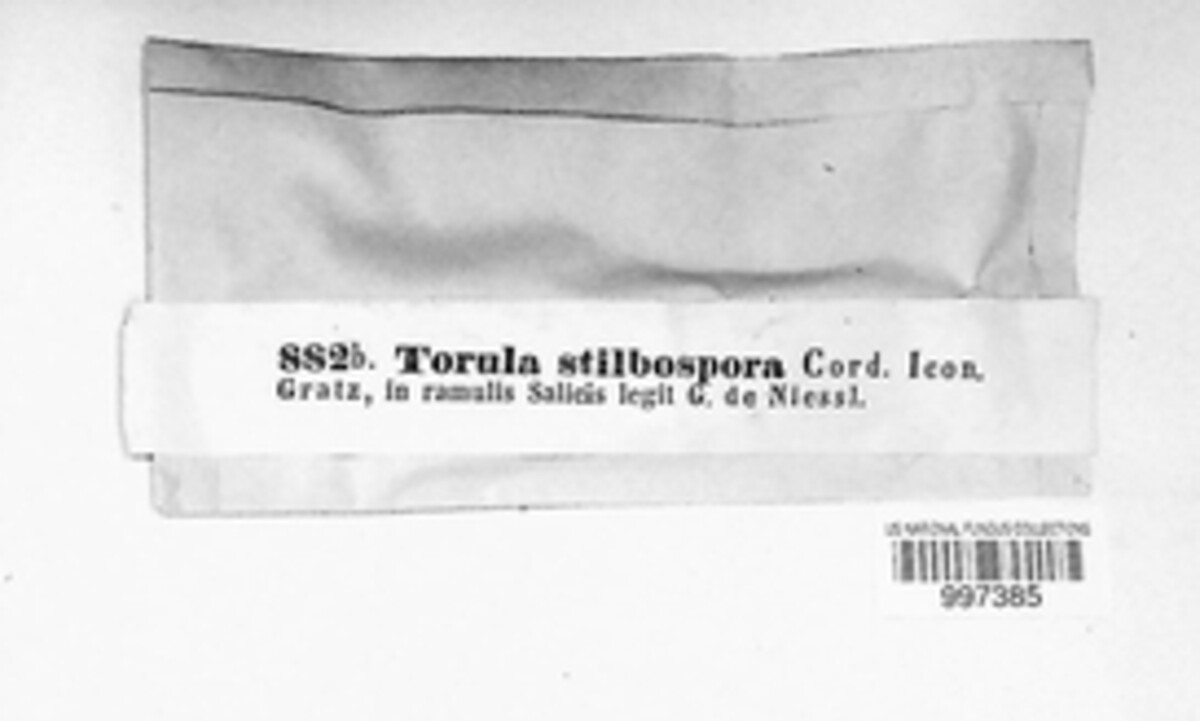 882b. Torula stilbospora Cord. Icon.
Gratz, in ramulis Salicis legit G. de Niessl.
US NATIONAL FUNGUS COLLECTIONS
997385